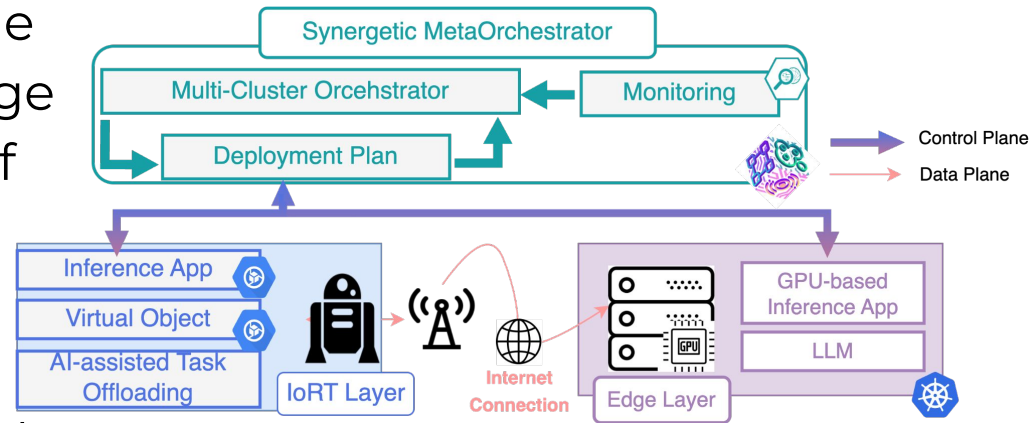 e
ge
f
Synergetic MetaOrchestrator
Multi-Cluster Orcehstrator
Monitoring
Deployment Plan
Control Plane
Data Plane
Inference App
Virtual Object
AI-assisted Task
Offloading
IoRT Layer
Internet
Connection
GPU
GPU-based
Inference App
LLM
Edge Layer